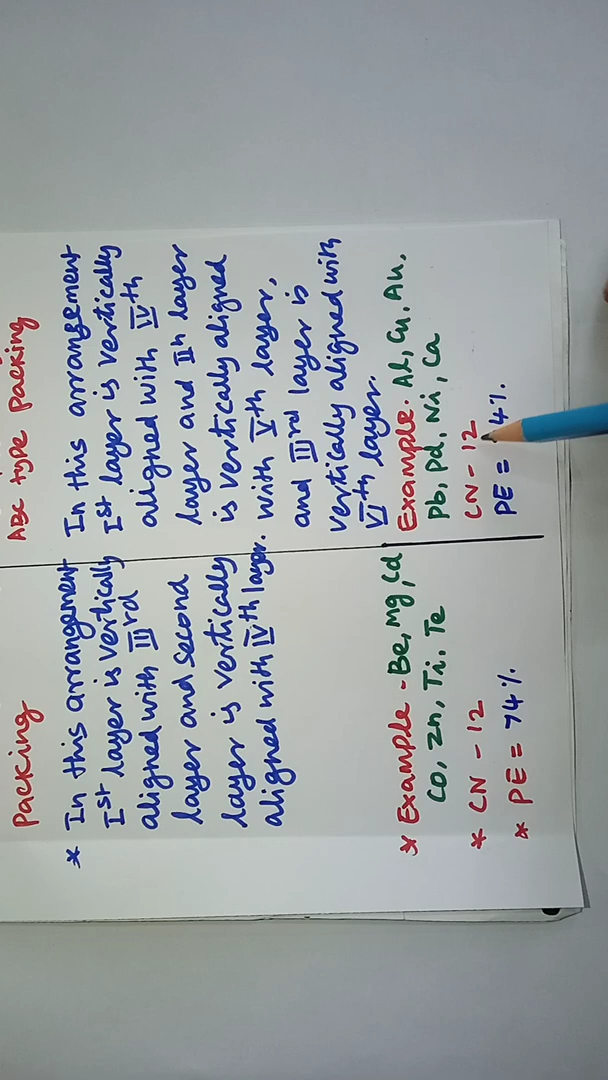 Packing
* In this arrangement
Ist layer is vertically
aligned with IIIrd
layer and second
layer is vertically
aligned with IVth layer.
* Example - Be, Mg, Cd
Co, Zn, Ti. Te
* CN - 12
* PE = 74%
ABC type packing
In this arrangement
Ist layer is vertically
aligned with IVth
layer and IIh layer
is vertically aligned
with Vth layer,
and IIIrd layer is
vertically aligned with
VIth layer.
Example. Al, Cu, Au,
Pb, Pd, Ni, Ca
CN - 12
PE = 4%